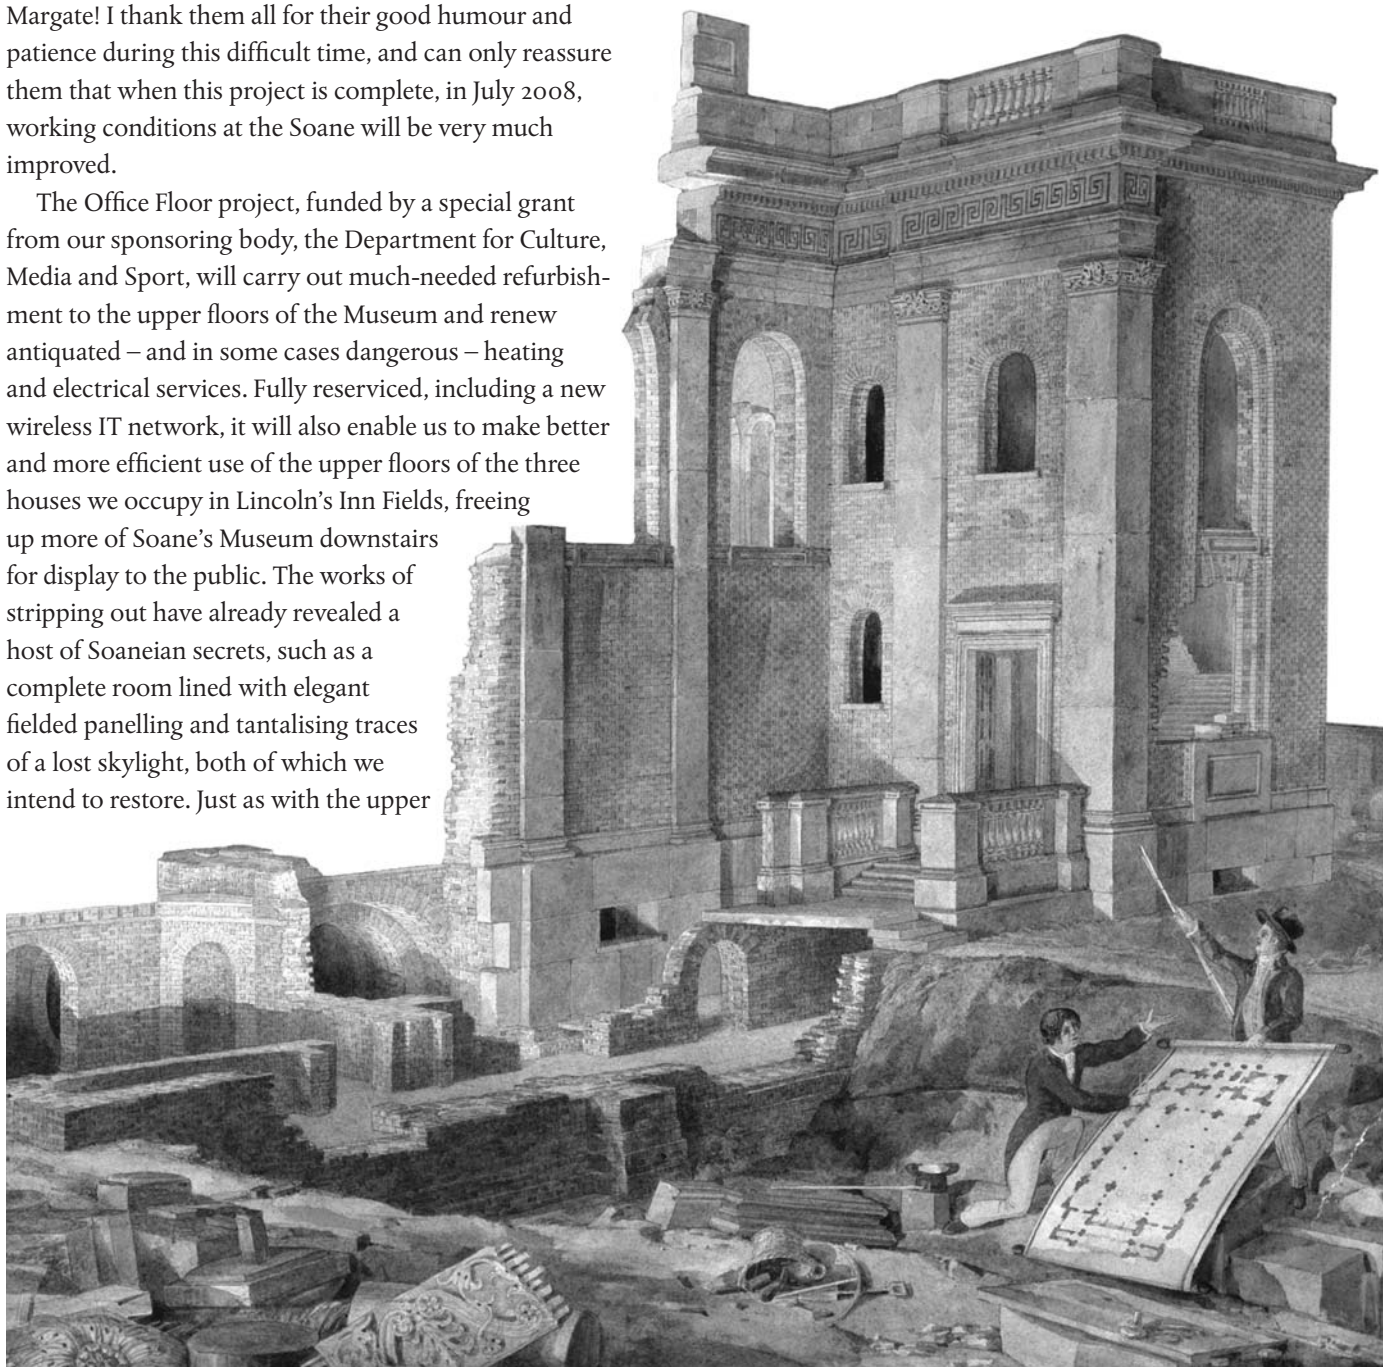 Margate! I thank them all for their good humour and
patience during this difficult time, and can only reassure
them that when this project is complete, in July 2008,
working conditions at the Soane will be very much
improved.
The Office Floor project, funded by a special grant
from our sponsoring body, the Department for Culture,
Media and Sport, will carry out much-needed refurbish-
ment to the upper floors of the Museum and renew
antiquated – and in some cases dangerous – heating
and electrical services. Fully reserviced, including a new
wireless IT network, it will also enable us to make better
and more efficient use of the upper floors of the three
houses we occupy in Lincoln’s Inn Fields, freeing
up more of Soane’s Museum downstairs
for display to the public. The works of
stripping out have already revealed a
host of Soaneian secrets, such as a
complete room lined with elegant
fielded panelling and tantalising traces
of a lost skylight, both of which we
intend to restore. Just as with the upper